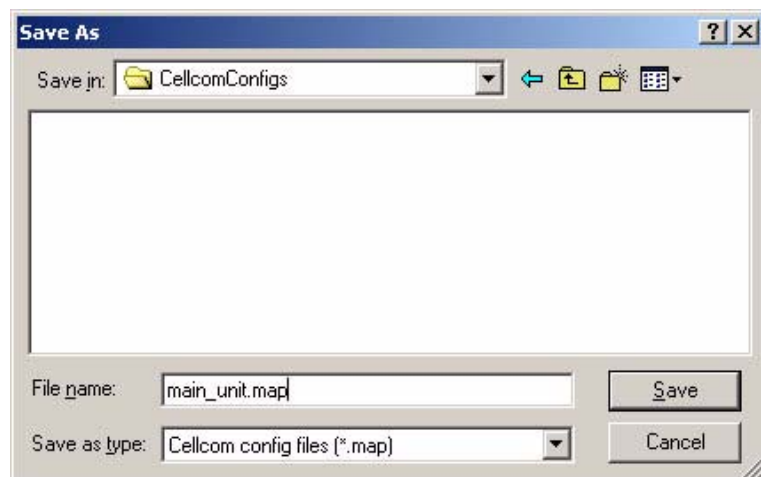 Save As
Save in: CellcomConfigs
File name: main_unit.map
Save
Save as type: Cellcom config files (*.map)
Cancel